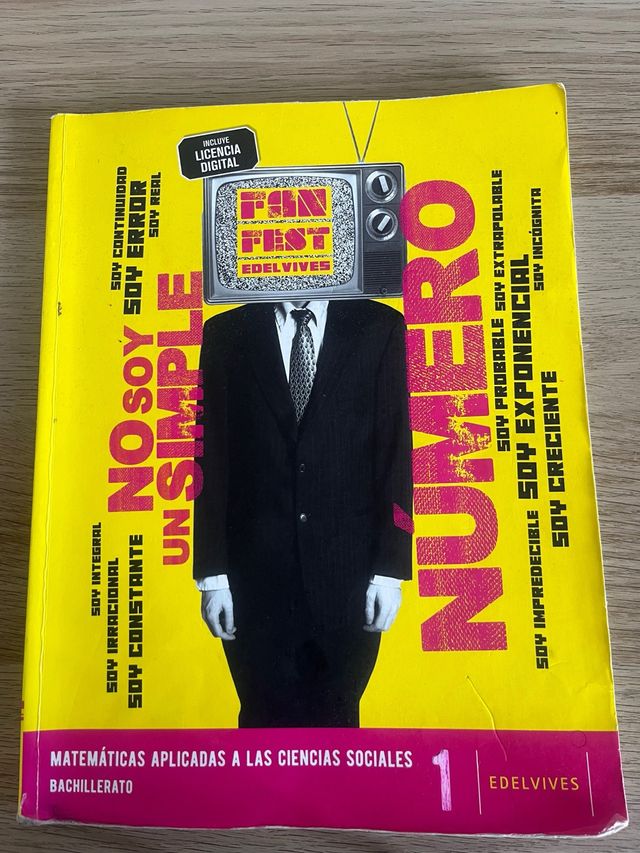 INCLUYE
LICENCIA
DIGITAL
FAN
FEST
EDELVIVES
SOY CONTINUIDAD
SOY ERROR
SOY REAL
NO SOY
UN SIMPLE
NÚMERO
SOY PROBABLE SOY EXTRAPOLABLE
SOY EXPONENCIAL
SOY INCÓGNITA
SOY INTEGRAL
SOY IRRACIONAL
SOY CONSTANTE
SOY IMPREDECIBLE
SOY CRECIENTE
MATEMÁTICAS APLICADAS A LAS CIENCIAS SOCIALES
BACHILLERATO
1
EDELVIVES